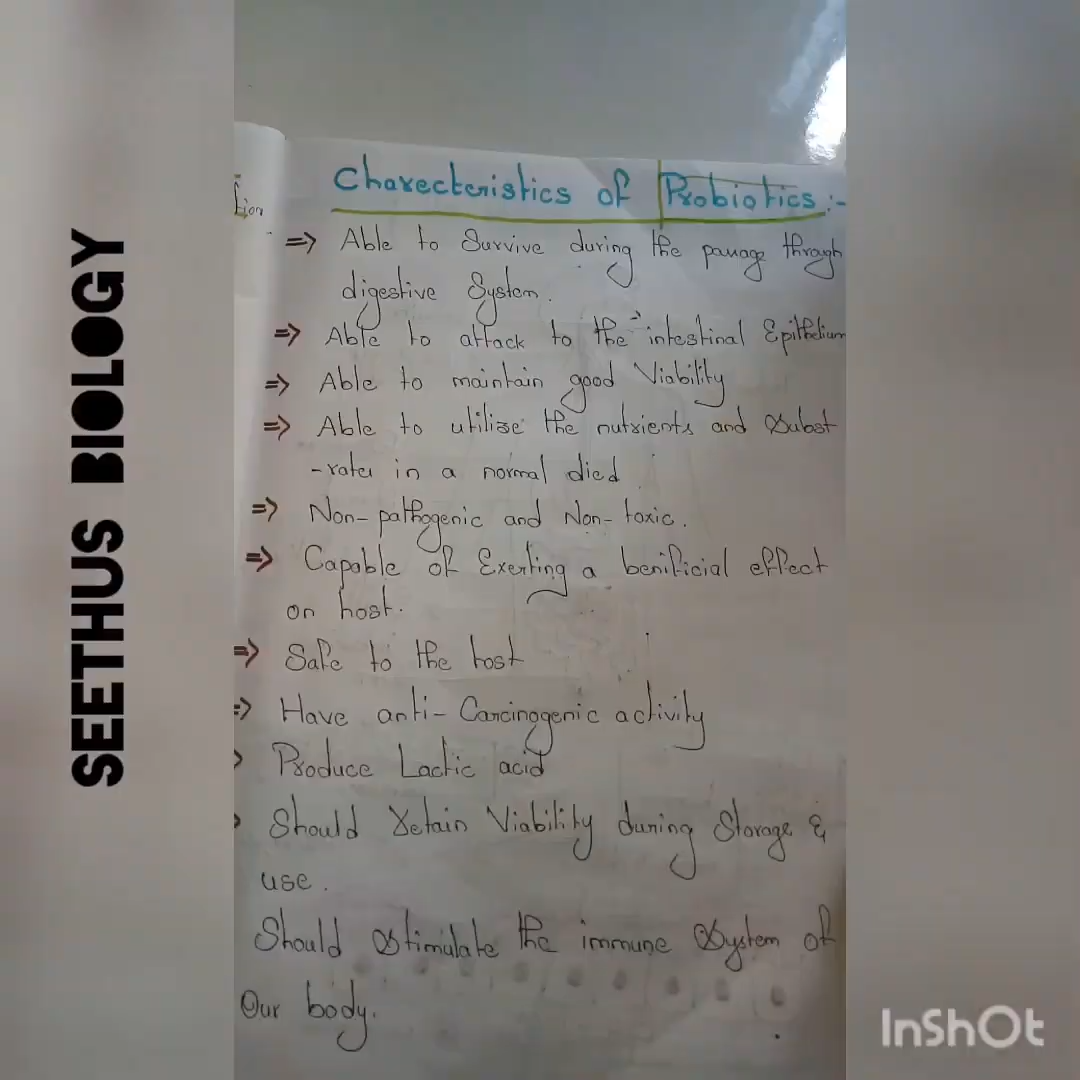 SEETHUS BIOLOGY
Charecteristics of Probiotics :-
tion
=> Able to Survive during the passage through
digestive System.
=> Able to attack to the intestinal Epithelium
=> Able to maintain good Viability
=> Able to utilize the nutrients and Subst
-rates in a normal died.
=> Non-pathogenic and Non-toxic.
=> Capable of Exerting a benificial effect
on host.
=> Safe to the host
=> Have anti-Carcinogenic activity
> Produce Lactic acid
> Should retain Viability during Storage &
use.
Should stimulate the immune System of
Our body.
InShOt